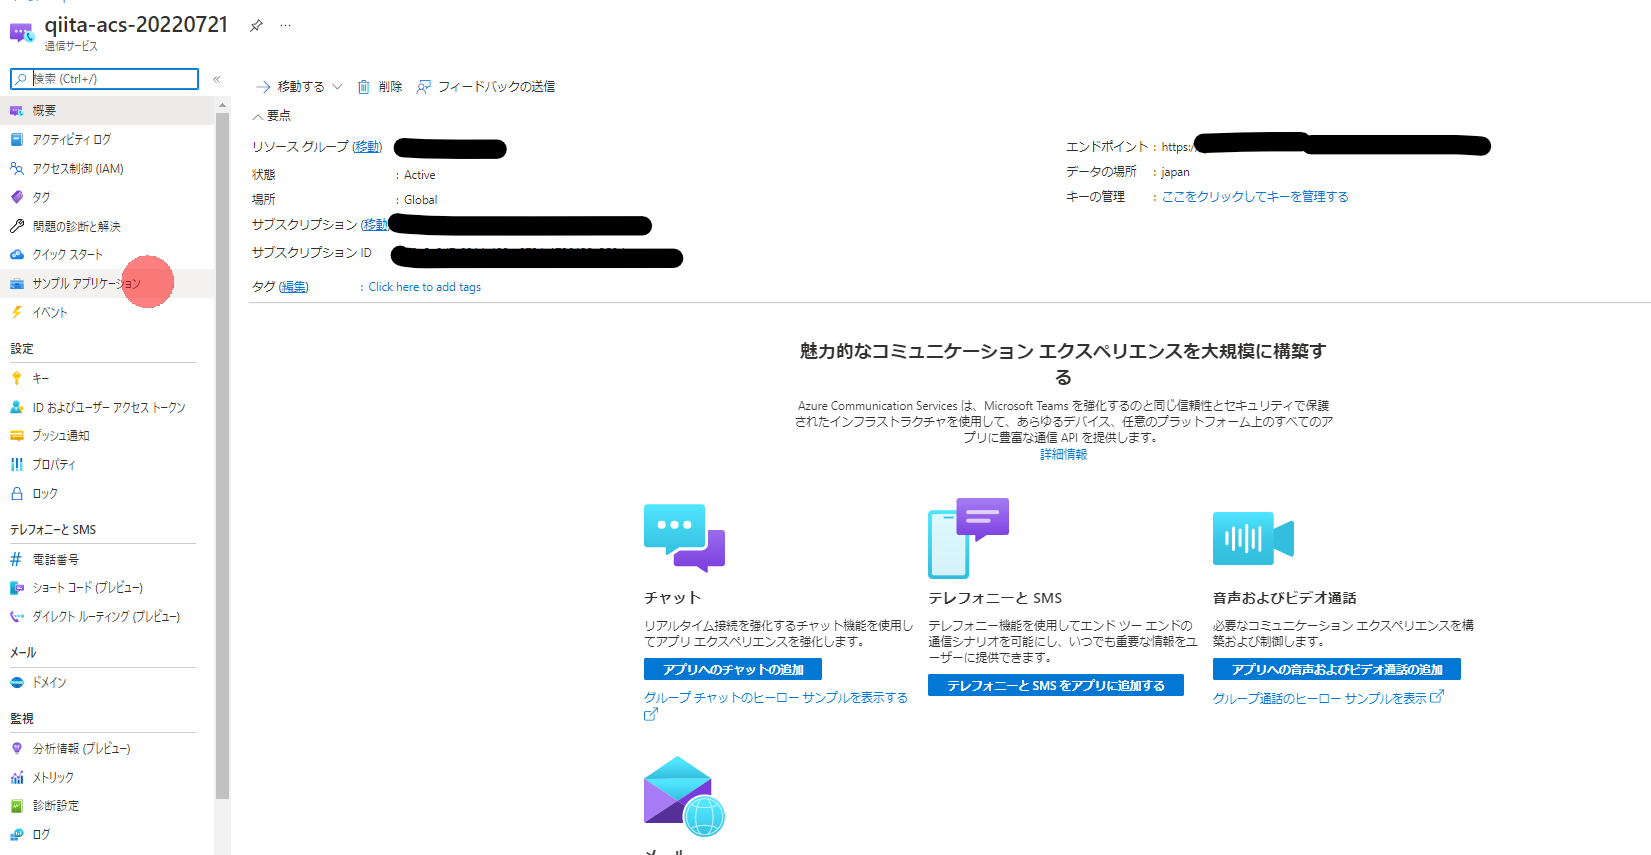 qiita-acs-20220721
通信サービス
検索 (Ctrl+/)
概要
アクティビティ ログ
アクセス制御 (IAM)
タグ
問題の診断と解決
クイック スタート
サンプル アプリケーション
イベント
設定
キー
ID およびユーザー アクセス トークン
プッシュ通知
プロパティ
ロック
テレフォニーと SMS
電話番号
ショート コード (プレビュー)
ダイレクト ルーティング (プレビュー)
メール
ドメイン
監視
分析情報 (プレビュー)
メトリック
診断設定
ログ
移動する 削除 フィードバックの送信
要点
リソース グループ (移動)
状態 : Active
場所 : Global
サブスクリプション (移動)
サブスクリプション ID
タグ (編集) : Click here to add tags
エンドポイント : https:/
データの場所 : japan
キーの管理 : ここをクリックしてキーを管理する
魅力的なコミュニケーション エクスペリエンスを大規模に構築す
る
Azure Communication Services は、Microsoft Teams を強化するのと同じ信頼性とセキュリティで保護
されたインフラストラクチャを使用して、あらゆるデバイス、任意のプラットフォーム上のすべてのア
プリに豊富な通信 API を提供します。
詳細情報
チャット
リアルタイム接続を強化するチャット機能を使用し
てアプリ エクスペリエンスを強化します。
アプリへのチャットの追加
グループ チャットのヒーロー サンプルを表示する
テレフォニーと SMS
テレフォニー機能を使用してエンド ツー エンドの
通信シナリオを可能にし、いつでも重要な情報をユ
ーザーに提供できます。
テレフォニーと SMS をアプリに追加する
音声およびビデオ通話
必要なコミュニケーション エクスペリエンスを構
築および制御します。
アプリへの音声およびビデオ通話の追加
グループ通話のヒーロー サンプルを表示
メール